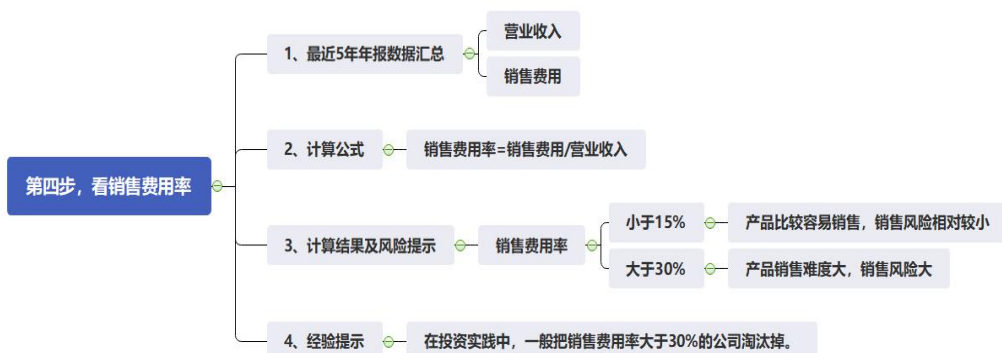 第四步，看销售费用率
1、最近5年年报数据汇总
营业收入
销售费用
2、计算公式
销售费用率=销售费用/营业收入
3、计算结果及风险提示
销售费用率
小于15%
产品比较容易销售，销售风险相对较小
大于30%
产品销售难度大，销售风险大
4、经验提示
在投资实践中，一般把销售费用率大于30%的公司淘汰掉。